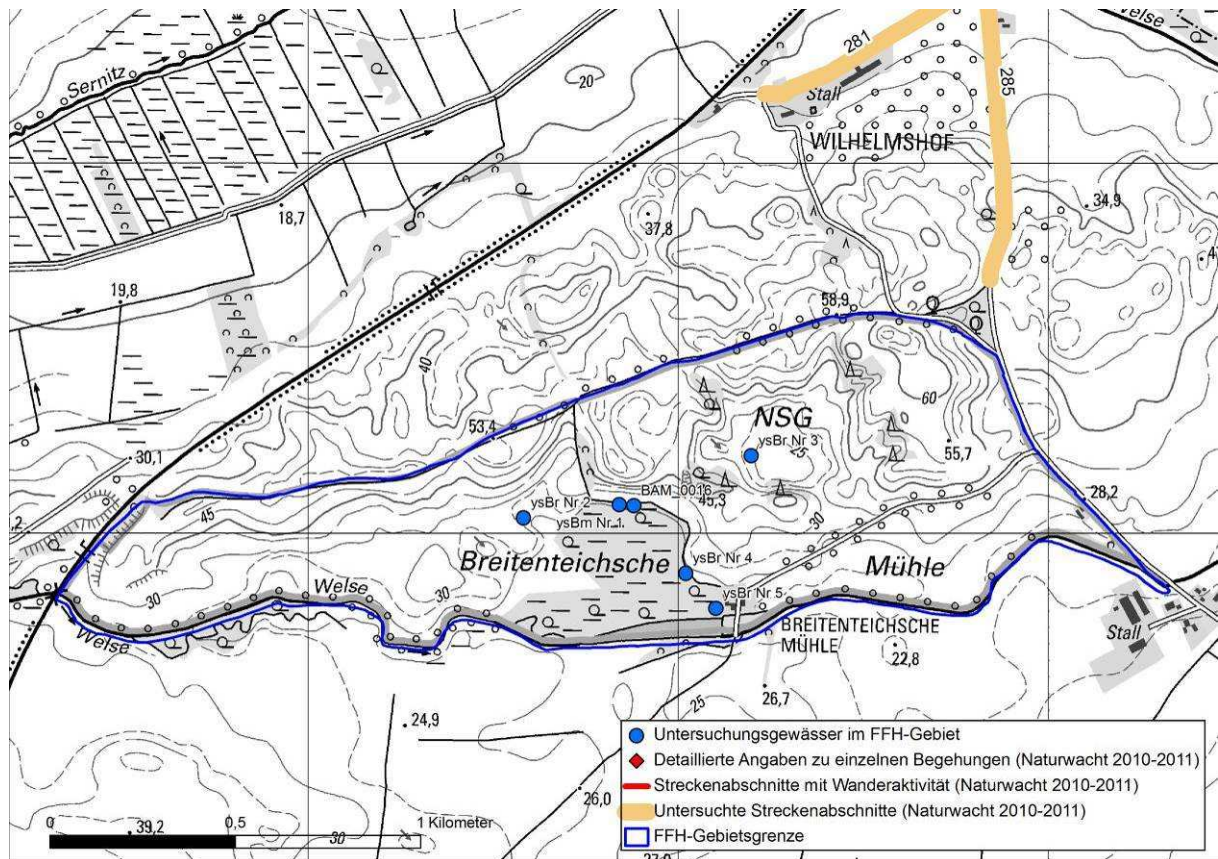 Welse
281
285
Sernitz
20
Stall
WILHELMSHOF
18,7
34,9
37,8
19,8
58,9
40
NSG
60
53,4
ysBr Nr 3
25
55,7
30,1
BAM_0016
45,3
28,2
45
ysBr Nr 2
ysBm Nr 1
30
Breitenteichsche
ysBr Nr 4
Mühle
30
Welse
30
ysBr Nr 5
Welse
BREITENTEICHSCHE
MÜHLE
Stall
22,8
26,7
25
24,9
26,0
39,2
30
27,0
0 0,5 1 Kilometer
Untersuchungsgewässer im FFH-Gebiet
Detaillierte Angaben zu einzelnen Begehungen (Naturwacht 2010-2011)
Streckenabschnitte mit Wanderaktivität (Naturwacht 2010-2011)
Untersuchte Streckenabschnitte (Naturwacht 2010-2011)
FFH-Gebietsgrenze